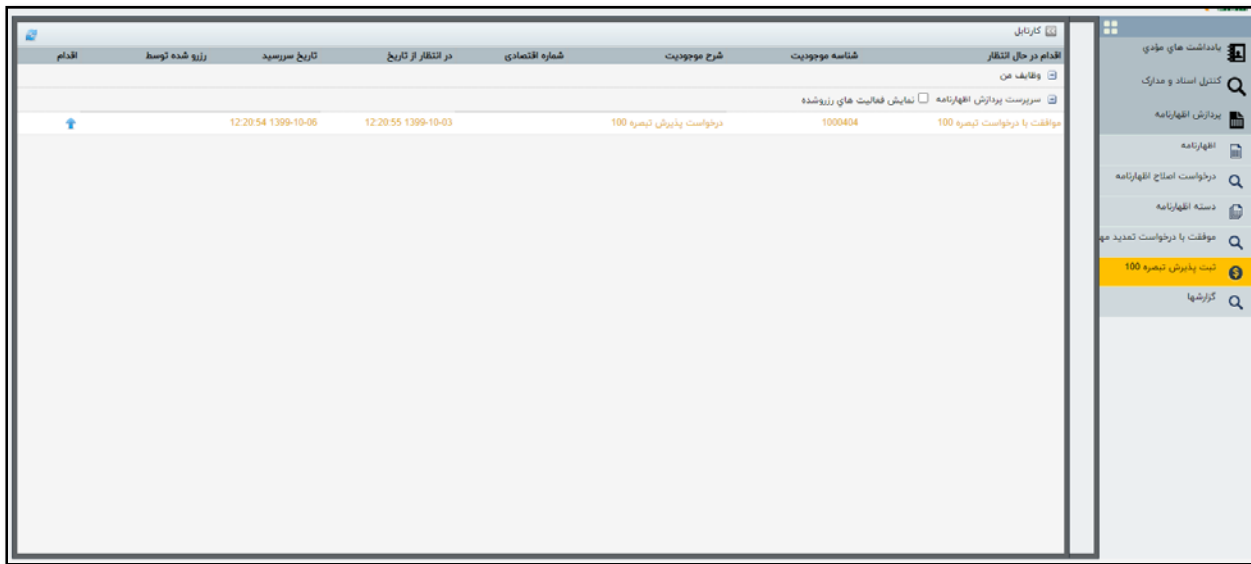 کارتابل
اقدام در حال انتظار شناسه موجودیت شرح موجودیت شماره اقتصادی در انتظار از تاریخ تاریخ سررسید رزرو شده توسط اقدام
وظایف من
سرپرست پردازش اظهارنامه نمایش فعالیت های رزروشده
موافقت با درخواست تبصره 100 1000404 درخواست پذیرش تبصره 100 12:20:55 1399-10-03 12:20:54 1399-10-06
یادداشت های مؤدی
کنترل اسناد و مدارک
پردازش اظهارنامه
اظهارنامه
درخواست اصلاح اظهارنامه
دسته اظهارنامه
موفقت با درخواست تمدید مه
ثبت پذیرش تبصره 100
گزارشها